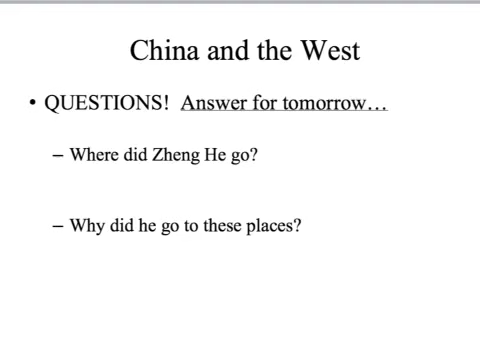 China and the West
• QUESTIONS! Answer for tomorrow…
– Where did Zheng He go?
– Why did he go to these places?